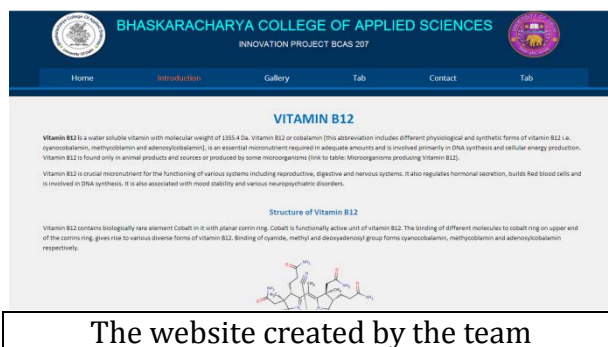 BHASKARACHARYA COLLEGE OF APPLIED SCIENCES
INNOVATION PROJECT BCAS 207
Home Introduction Gallery Tab Contact Tab
VITAMIN B12
Vitamin B12 is a water soluble vitamin with molecular weight of 1355.4 Da. Vitamin B12 or cobalamin [this abbreviation includes different physiological and synthetic forms of vitamin B12 i.e.
cyanocobalamin, methycoblamin and adenosylcobalamin], is an essential micronutrient required in adequate amounts and is involved primarily in DNA synthesis and cellular energy production.
Vitamin B12 is found only in animal products and sources or produced by some microorganisms (link to table: Microorganisms producing Vitamin B12).
Vitamin B12 is crucial micronutrient for the functioning of various systems including reproductive, digestive and nervous systems. It also regulates hormonal secretion, builds Red blood cells and
is involved in DNA synthesis. It is also associated with mood stability and various neuropsychiatric disorders.
Structure of Vitamin B12
Vitamin B12 contains biologically rare element Cobalt in it with planar corrin ring. Cobalt is functionally active unit of vitamin B12. The binding of different molecules to cobalt ring on upper end
of the corrins ring, gives rise to various diverse forms of vitamin B12. Binding of cyanide, methyl and deoxyadenosyl group forms cyanocobalamin, methycoblamin and adenosylcobalamin
respectively.
The website created by the team